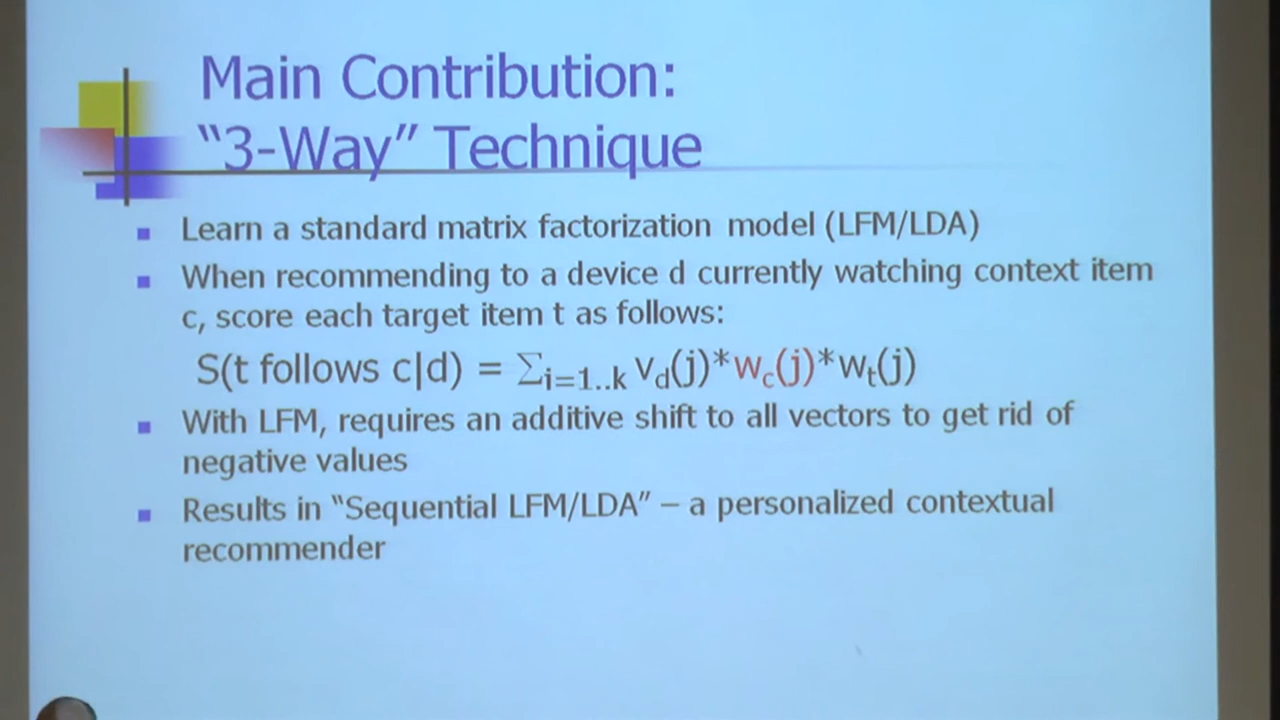 Main Contribution:
“3-Way” Technique
Learn a standard matrix factorization model (LFM/LDA)
When recommending to a device d currently watching context item
c, score each target item t as follows:
S(t follows c|d) = ∑i=1..k vd(j)*wc(j)*wt(j)
With LFM, requires an additive shift to all vectors to get rid of
negative values
Results in “Sequential LFM/LDA” – a personalized contextual
recommender